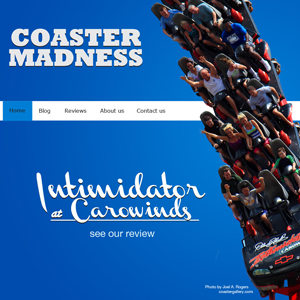 COASTER
MADNESS
Home Blog Reviews About us Contact us
Intimidator
at Carowinds
see our review
Photo by Joel A. Rogers
coastergallery.com